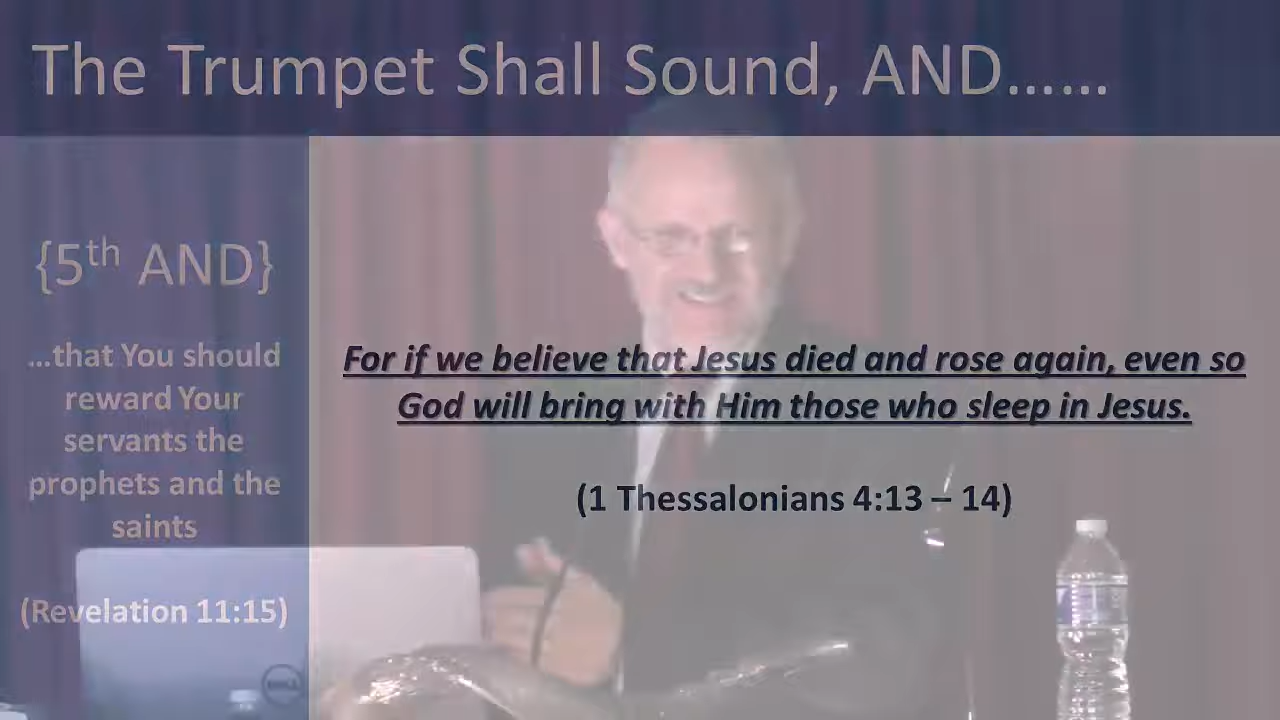 The Trumpet Shall Sound, AND......
{5th AND}
...that You should
reward Your
servants the
prophets and the
saints
(Revelation 11:15)
For if we believe that Jesus died and rose again, even so
God will bring with Him those who sleep in Jesus.
(1 Thessalonians 4:13 – 14)
DELL